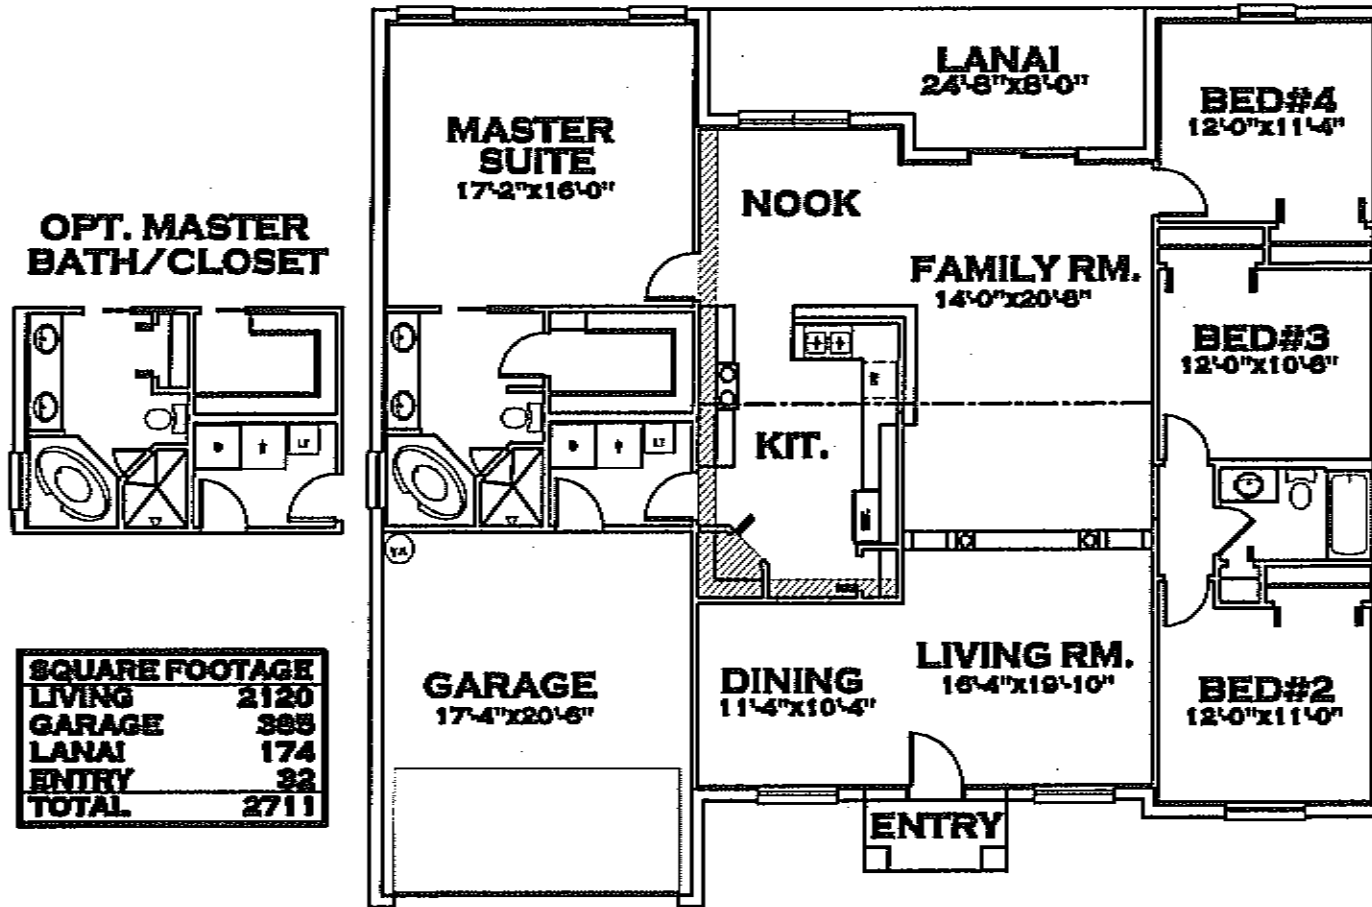 LANAI
24'-8"x8'-0"
BED#4
12'-0"x11'-4"
MASTER
SUITE
17'-2"x16'-0"
NOOK
OPT. MASTER
BATH/CLOSET
FAMILY RM.
14'-0"x20'-8"
BED#3
12'-0"x10'-6"
KIT.
D
LT
D
LT
GARAGE
17'-4"x20'-6"
DINING
11'-4"x10'-4"
LIVING RM.
16'-4"x19'-10"
BED#2
12'-0"x11'-0"
ENTRY
SQUARE FOOTAGE
LIVING 2120
GARAGE 385
LANAI 174
ENTRY 32
TOTAL 2711